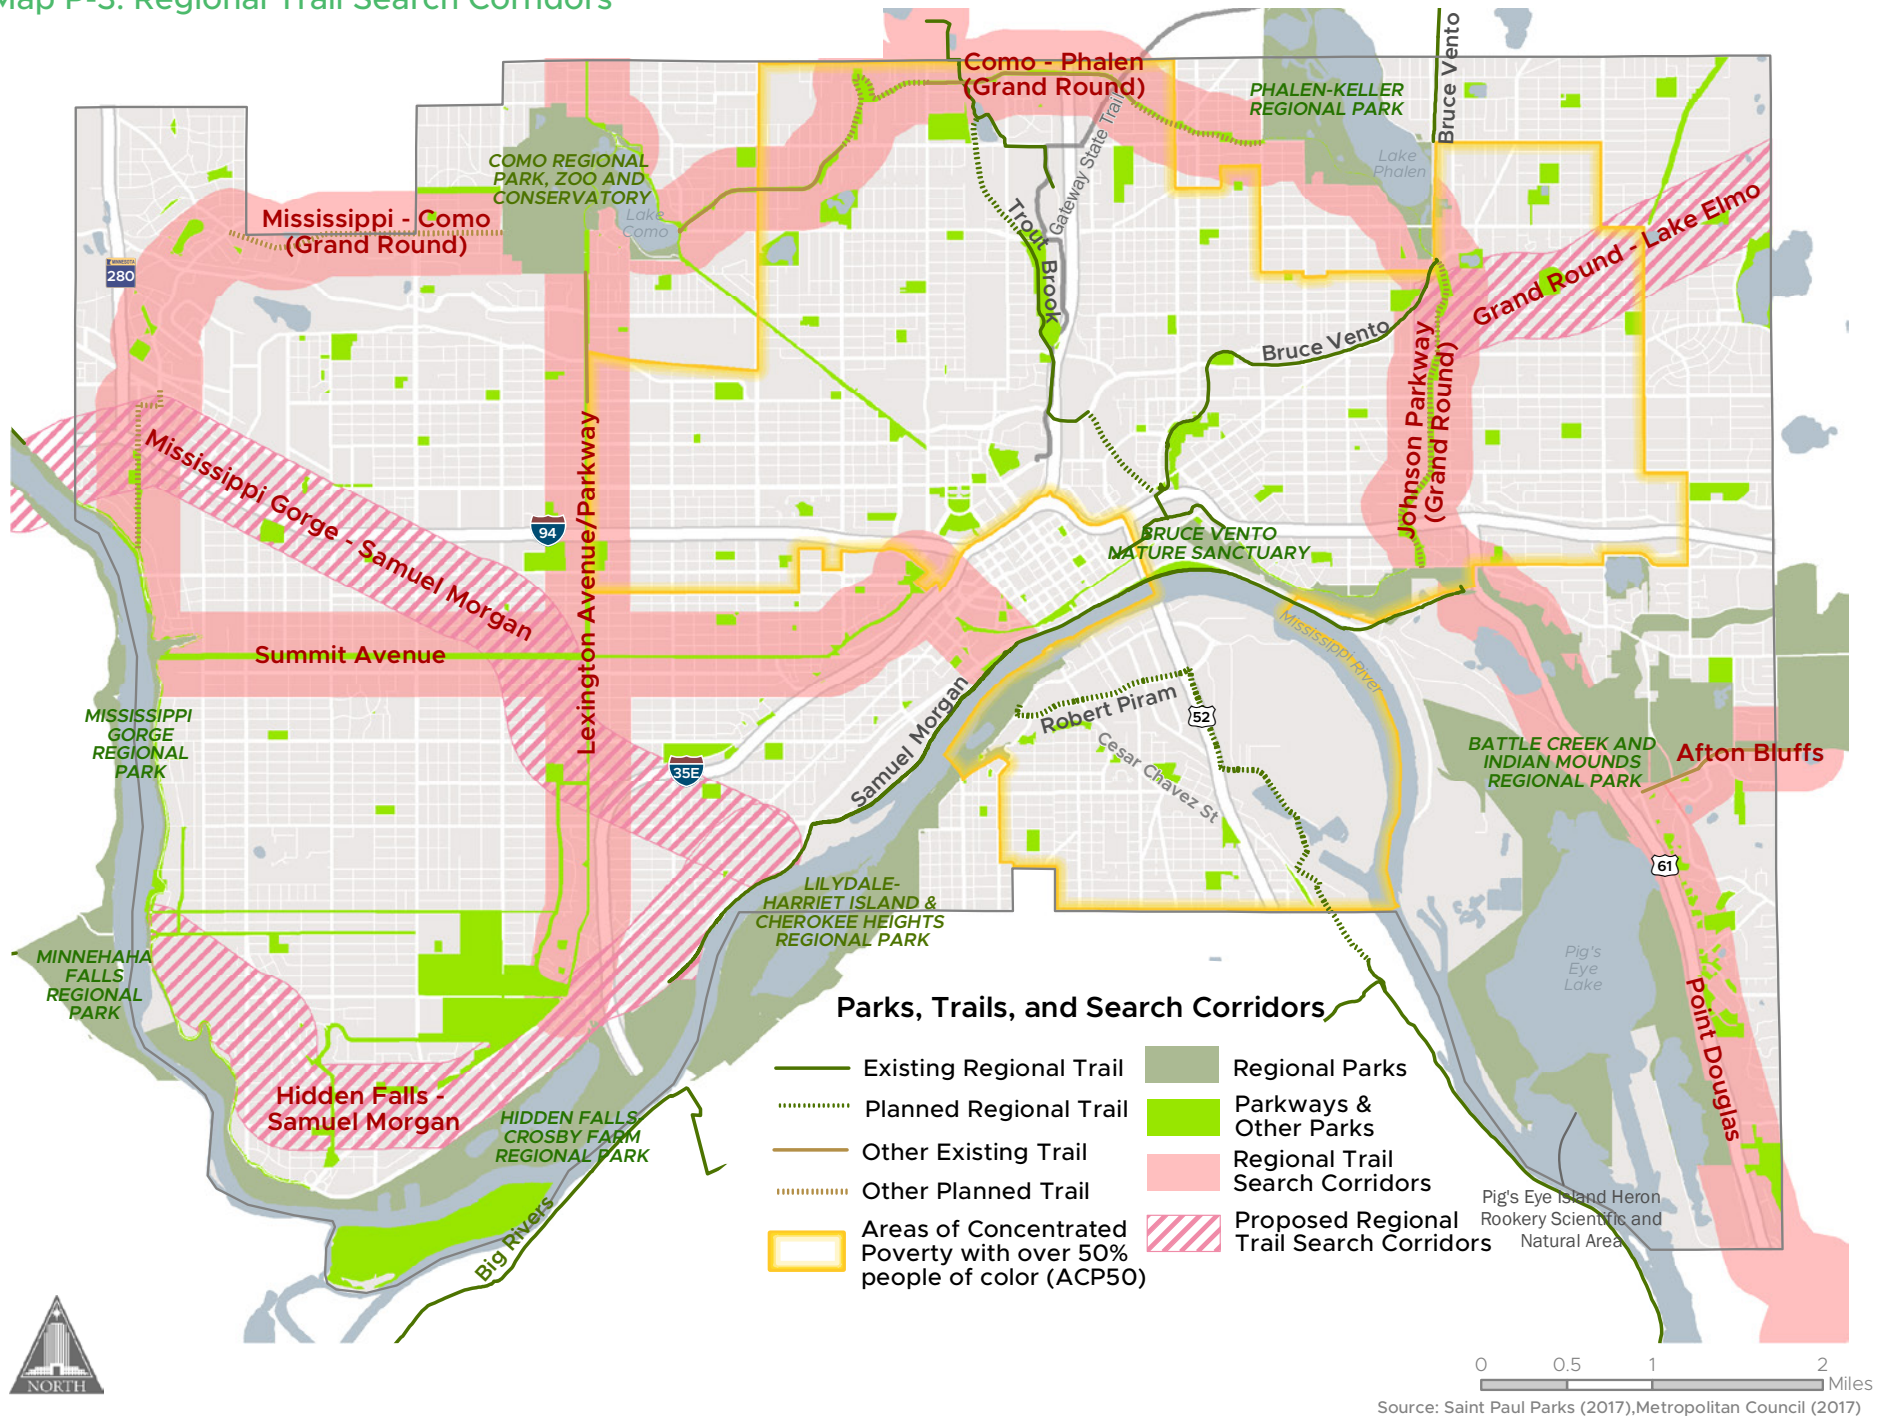 Map P-3: Regional Trail Search Corridors
Como - Phalen
(Grand Round)
Bruce Vento
PHALEN-KELLER
REGIONAL PARK
Gateway State Trail
Lake
Phalen
COMO REGIONAL
PARK, ZOO AND
CONSERVATORY
Lake
Como
Mississippi - Como
(Grand Round)
MINNESOTA
280
Trout Brook
Grand Round - Lake Elmo
Bruce Vento
Johnson Parkway
(Grand Round)
Mississippi Gorge - Samuel Morgan
Lexington Avenue/Parkway
94
BRUCE VENTO
NATURE SANCTUARY
Summit Avenue
Mississippi River
Samuel Morgan
Robert Piram
52
Cesar Chavez St
MISSISSIPPI
GORGE
REGIONAL
PARK
35E
BATTLE CREEK AND
INDIAN MOUNDS
REGIONAL PARK
Afton Bluffs
61
LILYDALE-
HARRIET ISLAND &
CHEROKEE HEIGHTS
REGIONAL PARK
MINNEHAHA
FALLS
REGIONAL
PARK
Pig's
Eye
Lake
Point Douglas
Hidden Falls -
Samuel Morgan
HIDDEN FALLS
CROSBY FARM
REGIONAL PARK
Big Rivers
Pig's Eye Island Heron
Rookery Scientific and
Natural Area
Parks, Trails, and Search Corridors
Existing Regional Trail
Planned Regional Trail
Other Existing Trail
Other Planned Trail
Areas of Concentrated
Poverty with over 50%
people of color (ACP50)
Regional Parks
Parkways &
Other Parks
Regional Trail
Search Corridors
Proposed Regional
Trail Search Corridors
NORTH
0 0.5 1 2
Miles
Source: Saint Paul Parks (2017),Metropolitan Council (2017)